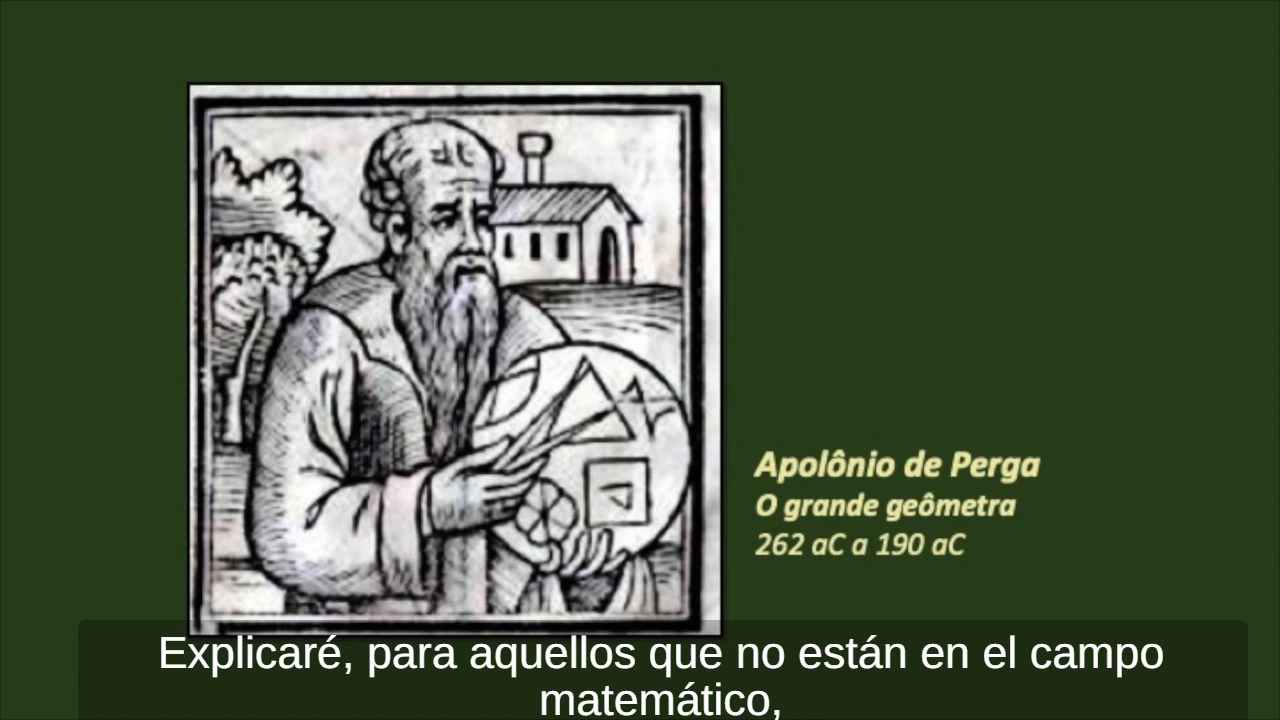 Apolônio de Perga
O grande geômetra
262 aC a 190 aC
Explicaré, para aquellos que no están en el campo
matemático,